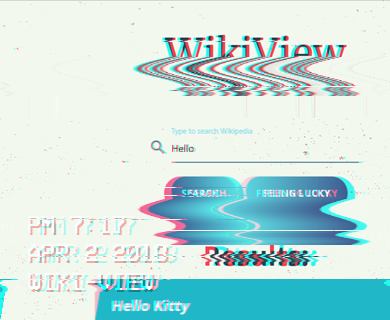 WikiView
Type to search Wikipedia
Hello
SEARCH FEELING LUCKY
PM 7:17
APR. 2 2018
WIKI-VIEW
Results:
Hello Kitty